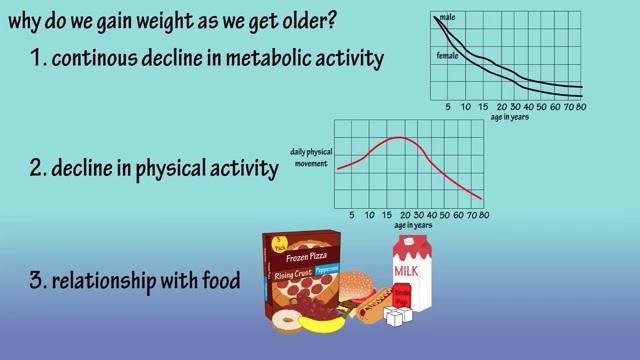 why do we gain weight as we get older?
1. continous decline in metabolic activity
male
female
5 10 15 20 30 40 50 60 70 80
age in years
2. decline in physical activity
daily physical
movement
5 10 15 20 30 40 50 60 70 80
age in years
3. relationship with food
3
Pack
Frozen Pizza
Rising Crust
Pepperoni
MILK
Soda
Pop